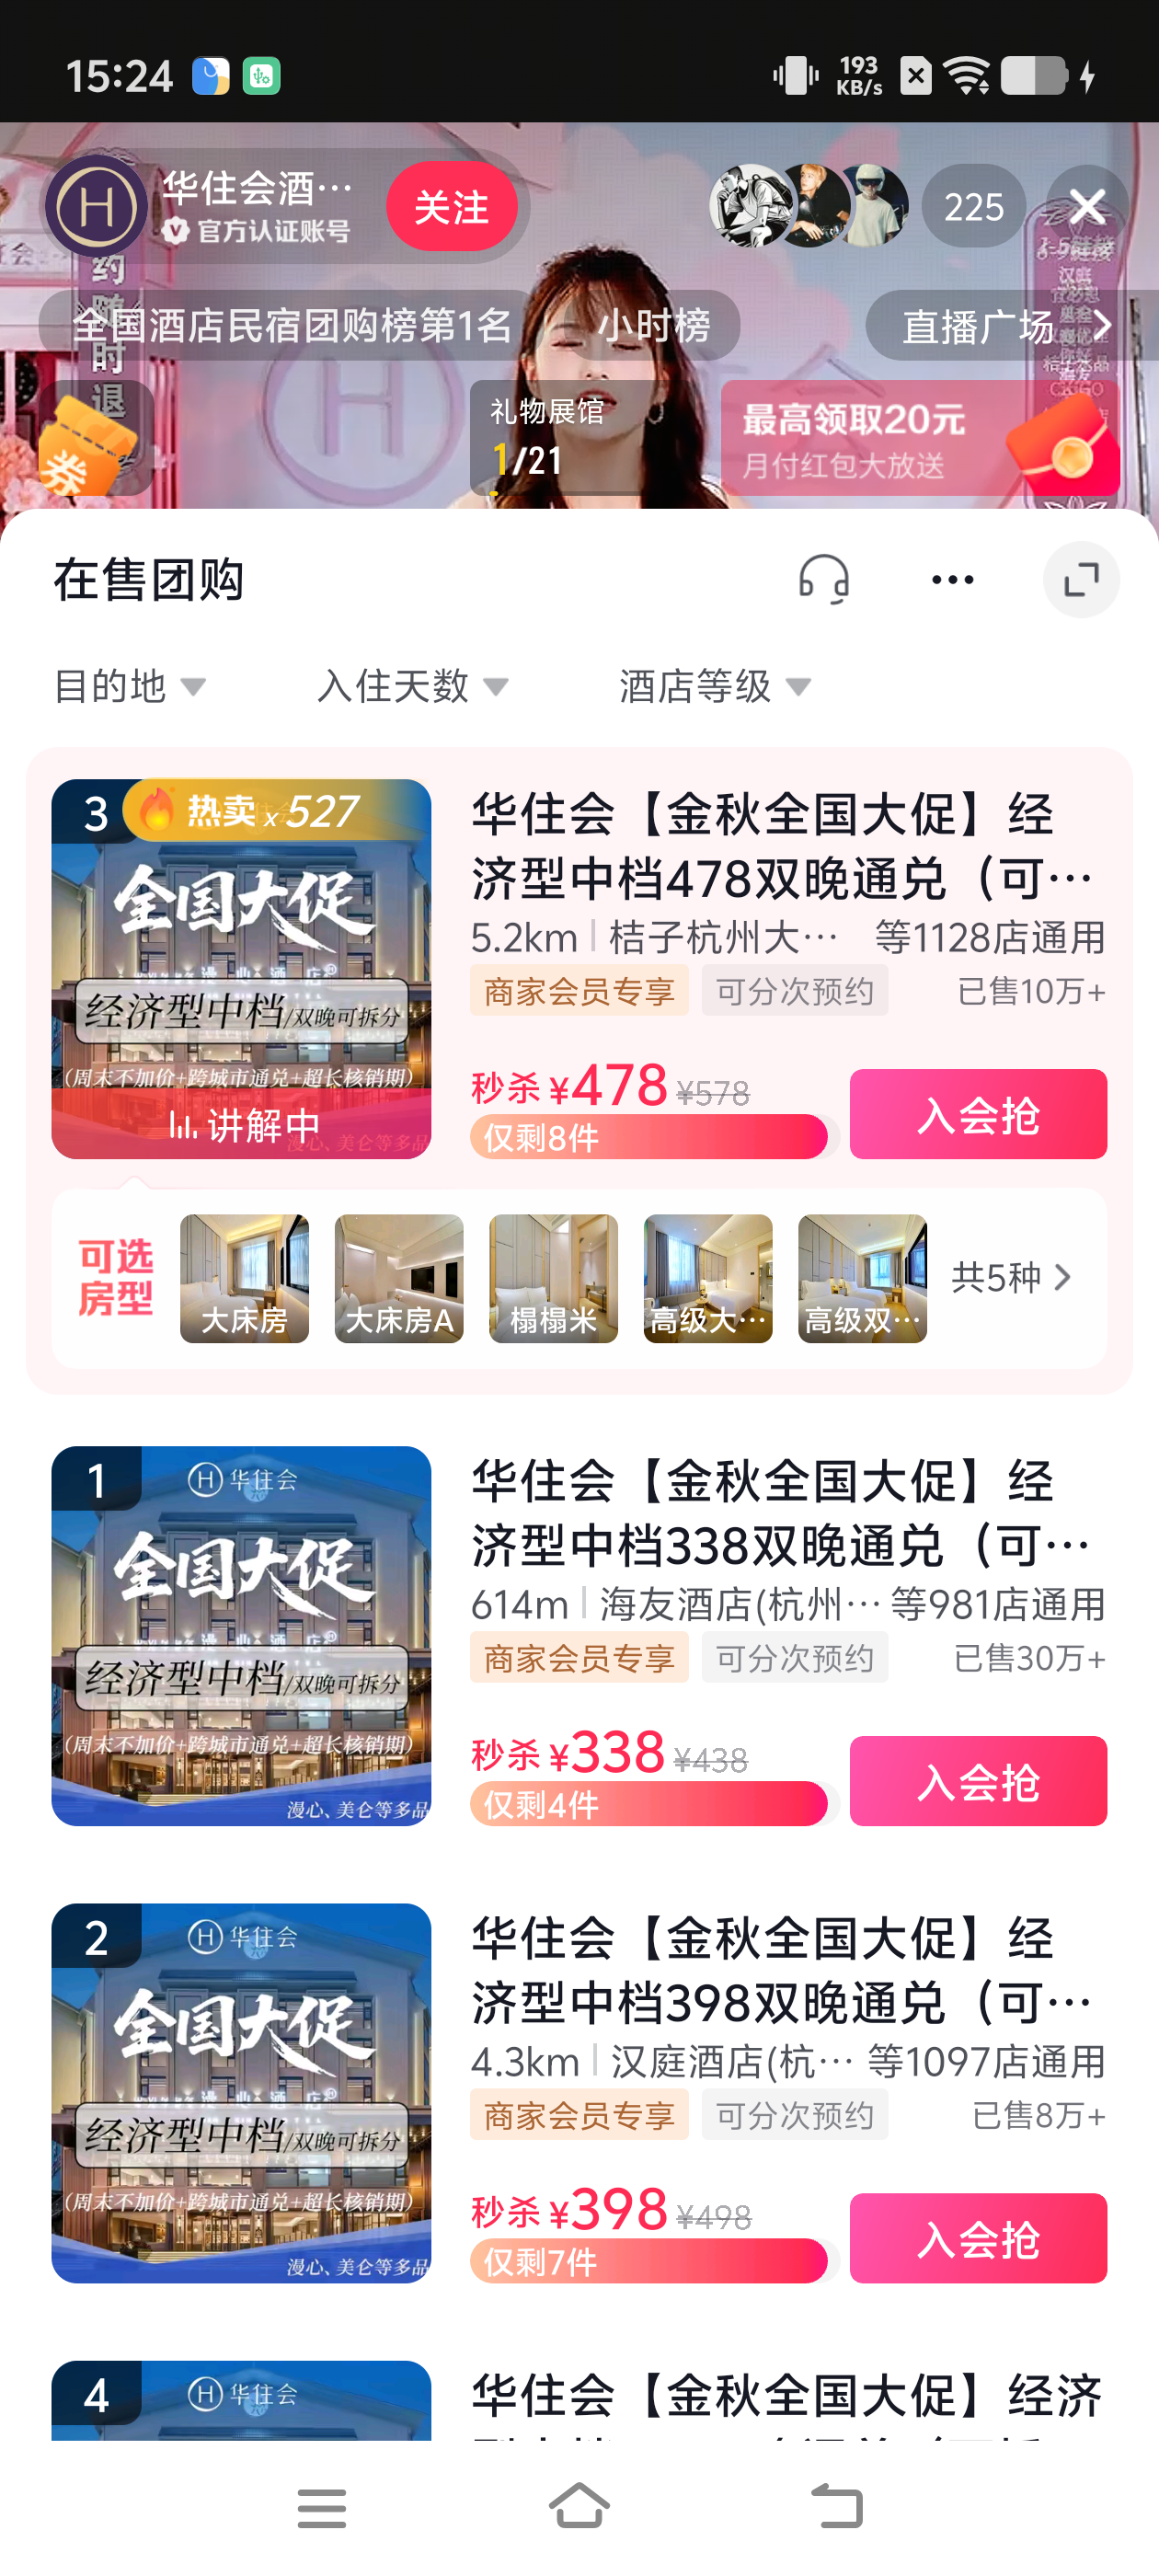 15:24
193
KB/s
华住会酒…
官方认证账号
关注
225
约随时退
全国酒店民宿团购榜第1名
小时榜
直播广场
券
礼物展馆
1/21
最高领取20元
月付红包大放送
在售团购
目的地
入住天数
酒店等级
3
热卖 x 527
全国大促
经济型中档/双晚可拆分
(周末不加价+跨城市通兑+超长核销期)
讲解中
华住会【金秋全国大促】经
济型中档478双晚通兑（可…
5.2km
桔子杭州大…
等1128店通用
商家会员专享
可分次预约
已售10万+
秒杀 ¥478 ¥578
仅剩8件
入会抢
可选
房型
大床房
大床房A
榻榻米
高级大…
高级双…
共5种
1
华住会
全国大促
经济型中档/双晚可拆分
(周末不加价+跨城市通兑+超长核销期)
漫心、美仑等多品
华住会【金秋全国大促】经
济型中档338双晚通兑（可…
614m
海友酒店(杭州…
等981店通用
商家会员专享
可分次预约
已售30万+
秒杀 ¥338 ¥438
仅剩4件
入会抢
2
华住会
全国大促
经济型中档/双晚可拆分
(周末不加价+跨城市通兑+超长核销期)
漫心、美仑等多品
华住会【金秋全国大促】经
济型中档398双晚通兑（可…
4.3km
汉庭酒店(杭…
等1097店通用
商家会员专享
可分次预约
已售8万+
秒杀 ¥398 ¥498
仅剩7件
入会抢
4
华住会
华住会【金秋全国大促】经济